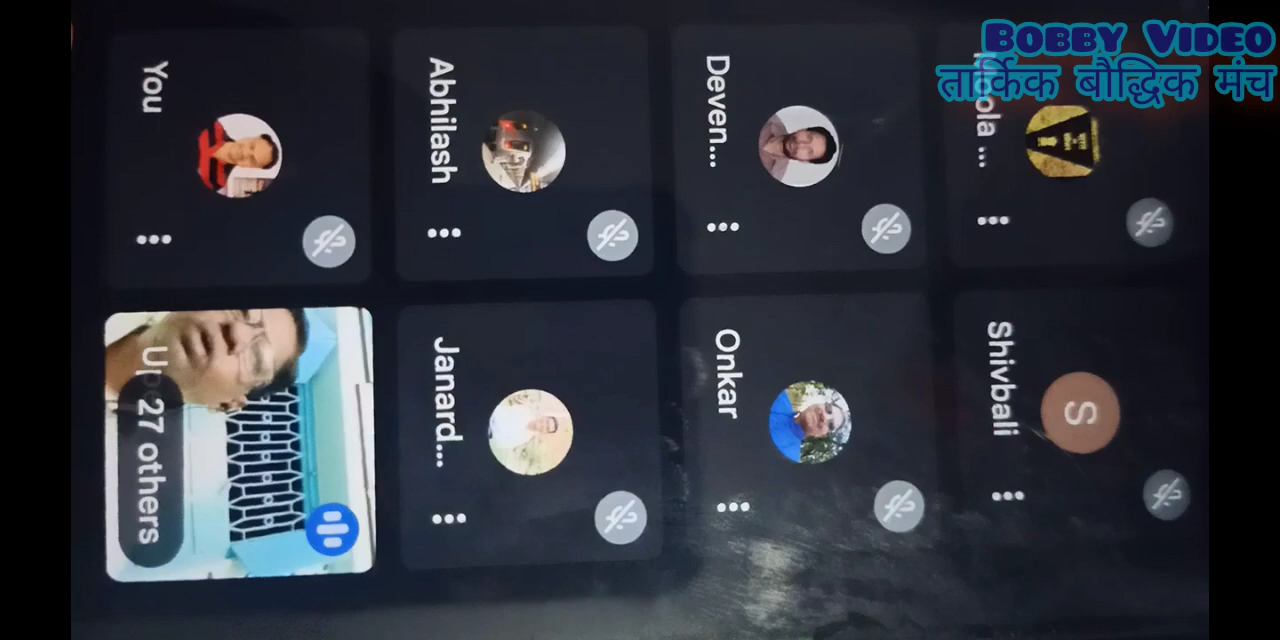 BOBBY VIDEO
तार्किक बौद्धिक मंच
You
Abhilash
Deven...
Janard...
Onkar
Shivbali
S
27 others